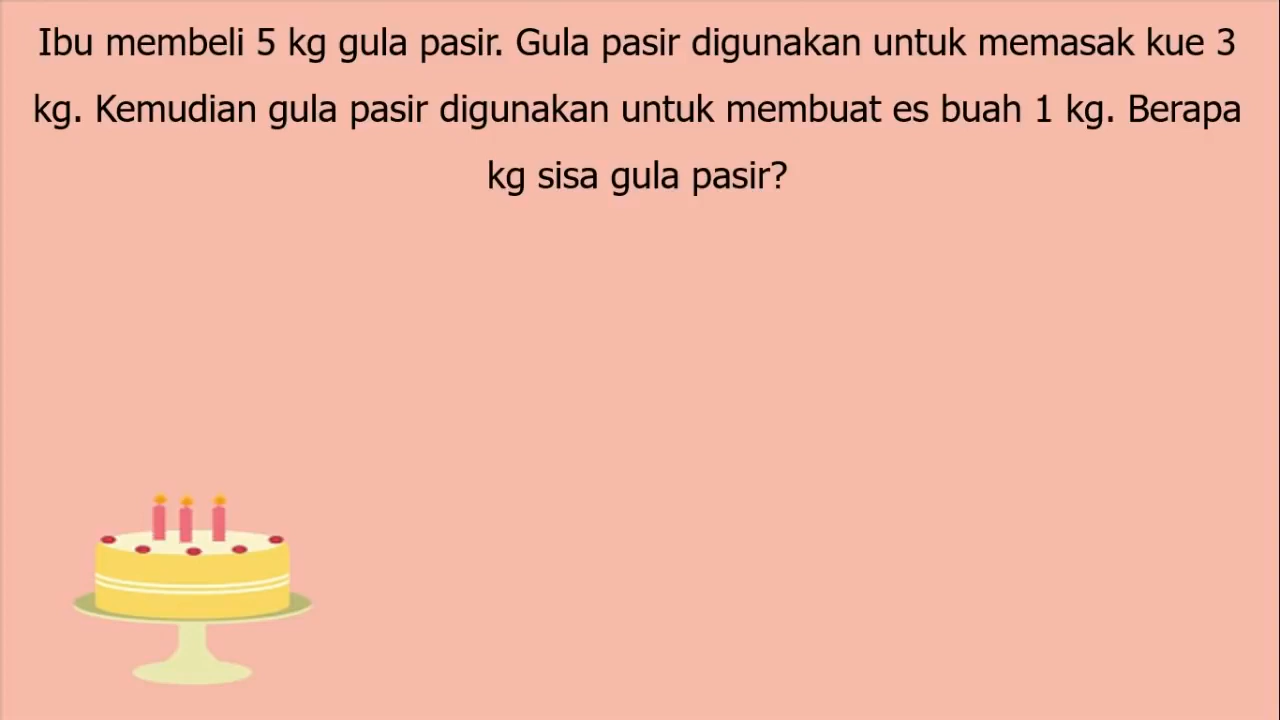 Ibu membeli 5 kg gula pasir. Gula pasir digunakan untuk memasak kue 3
kg. Kemudian gula pasir digunakan untuk membuat es buah 1 kg. Berapa
kg sisa gula pasir?